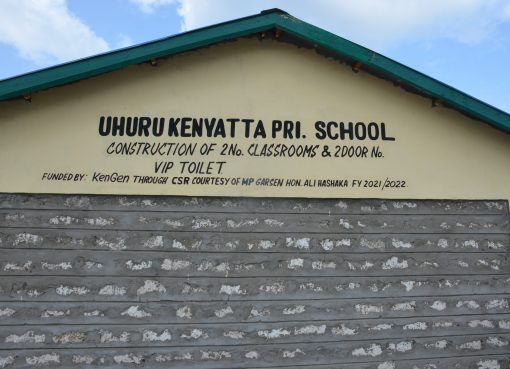 UHURU KENYATTA PRI. SCHOOL
CONSTRUCTION OF 2No. CLASSROOMS & 2DOOR No.
VIP TOILET
FUNDED BY: KenGen THROUGH CSR COURTESY OF MP GARSEN HON. ALI HASHAKA FY 2021/2022.